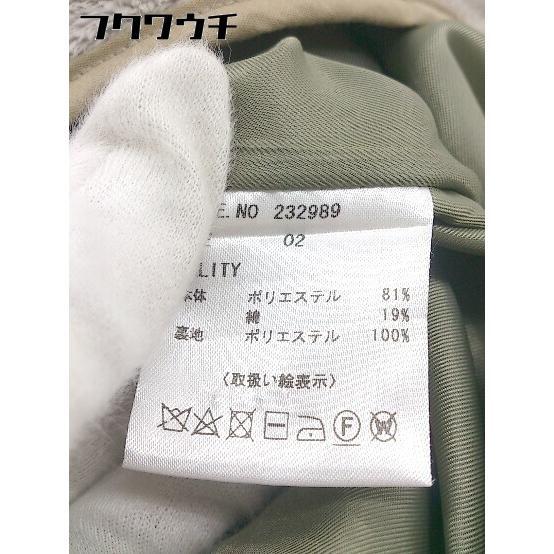 フクワウチ
E.NO 232989
02
LITY
本体 ポリエステル 81%
綿 19%
裏地 ポリエステル 100%
〈取扱い絵表示〉
F W